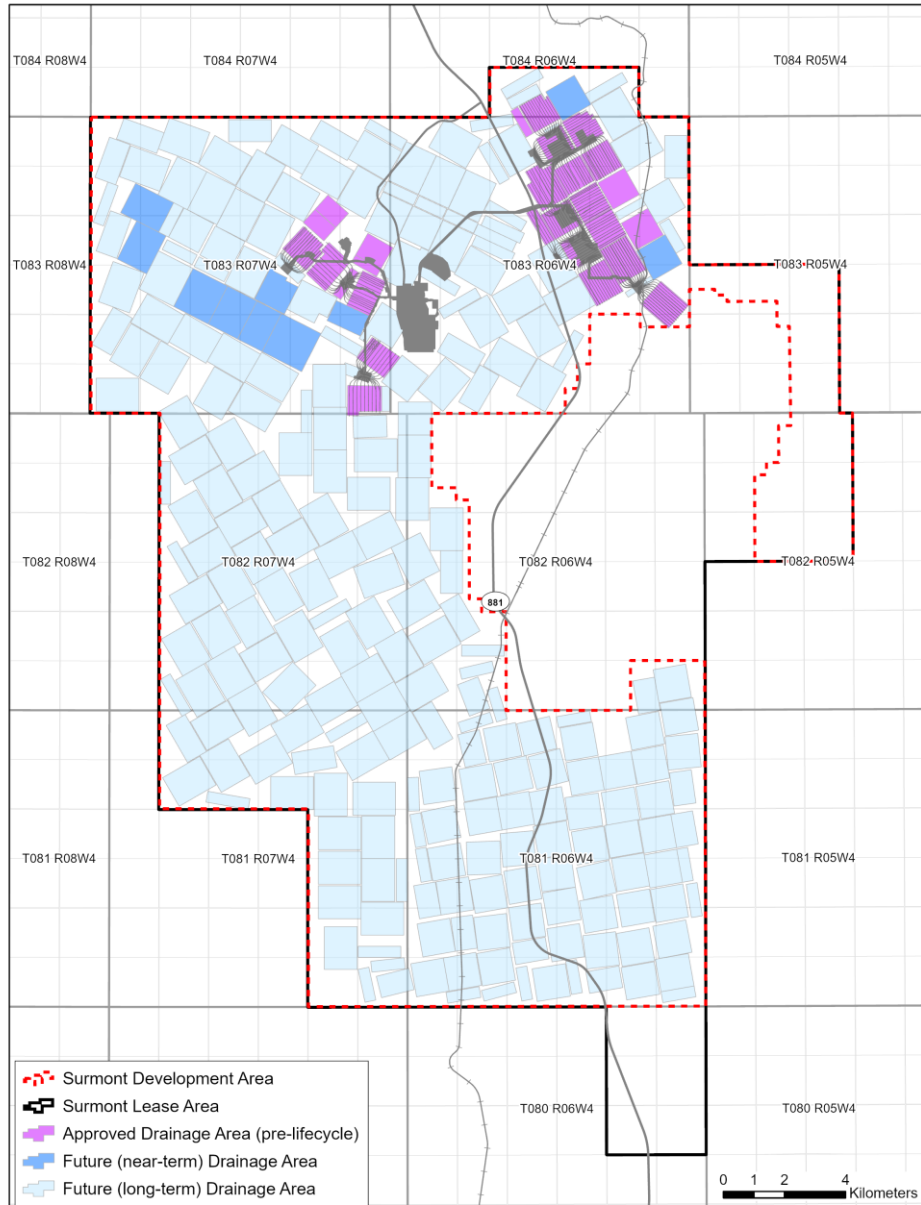 T084 R08W4
T084 R07W4
T084 R06W4
T084 R05W4
T083 R08W4
T083 R07W4
T083 R06W4
T083 R05W4
T082 R08W4
T082 R07W4
T082 R06W4
T082 R05W4
881
T081 R08W4
T081 R07W4
T081 R06W4
T081 R05W4
T080 R06W4
T080 R05W4
Surmont Development Area
Surmont Lease Area
Approved Drainage Area (pre-lifecycle)
Future (near-term) Drainage Area
Future (long-term) Drainage Area
0 1 2 4
Kilometers